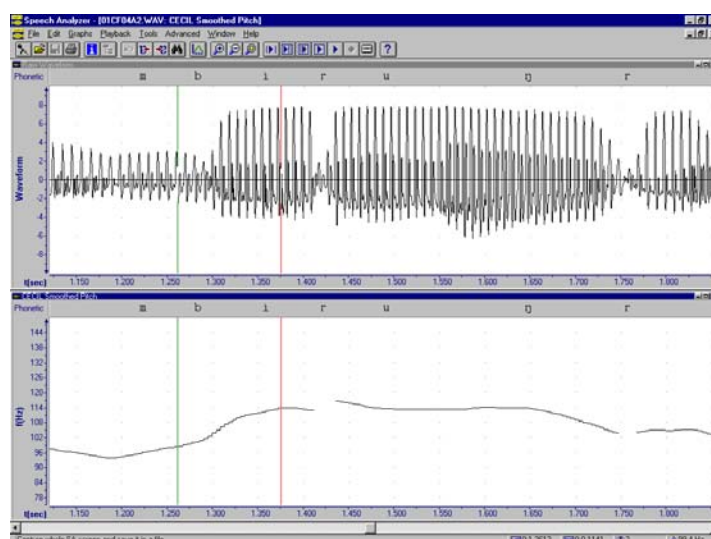 Speech Analyzer - [01CF04A2.WAV: CECIL Smoothed Pitch]
File Edit Graphs Playback Tools Advanced Window Help
Phonetic m b i r u ŋ r
8
6
4
2
0
-2
-4
-6
-8
Waveform
t[sec] 1.150 1.200 1.250 1.300 1.350 1.400 1.450 1.500 1.550 1.600 1.650 1.700 1.750 1.800
CECIL Smoothed Pitch
Phonetic m b i r u ŋ r
144
138
132
126
120
114
108
102
96
90
84
78
f(Hz)
t[sec] 1.150 1.200 1.250 1.300 1.350 1.400 1.450 1.500 1.550 1.600 1.650 1.700 1.750 1.800